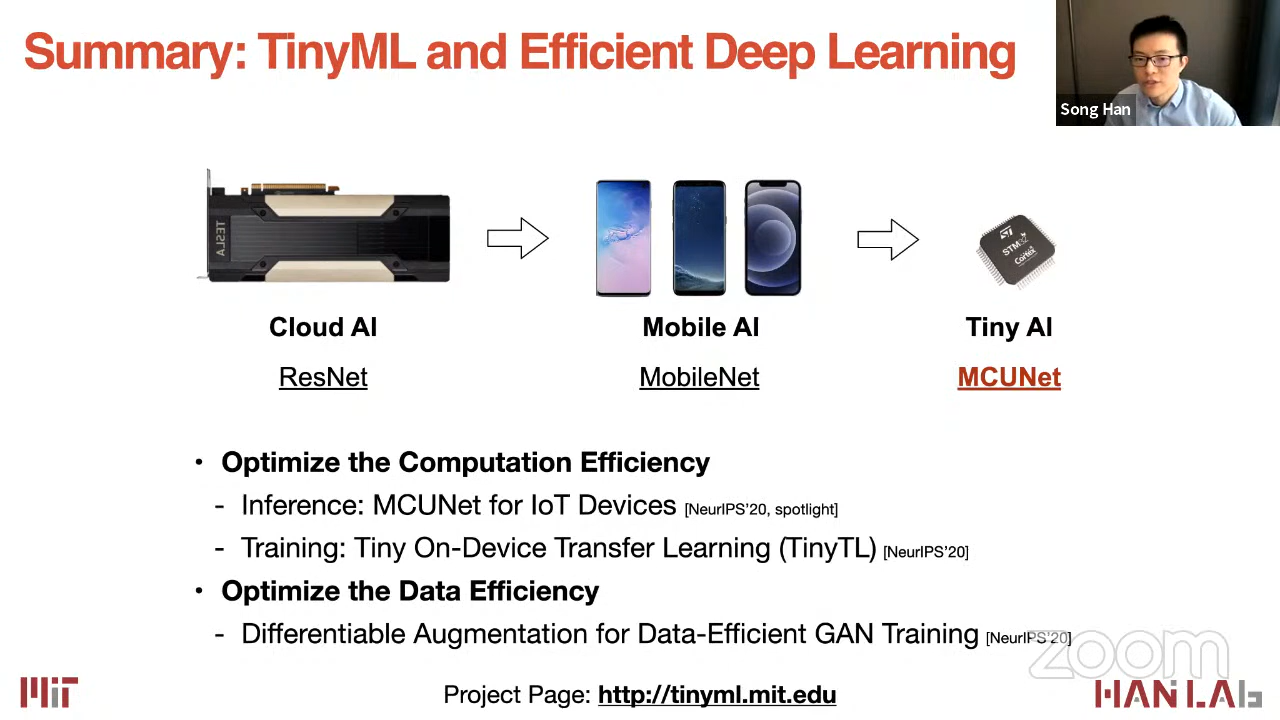 Summary: TinyML and Efficient Deep Learning
Song Han
TESLA
STM32
Cortex
Cloud AI
Mobile AI
Tiny AI
ResNet
MobileNet
MCUNet
• Optimize the Computation Efficiency
- Inference: MCUNet for IoT Devices [NeurIPS’20, spotlight]
- Training: Tiny On-Device Transfer Learning (TinyTL) [NeurIPS’20]
• Optimize the Data Efficiency
- Differentiable Augmentation for Data-Efficient GAN Training [NeurIPS’20]
zoom
MIT
Project Page: http://tinyml.mit.edu
HAN LAB